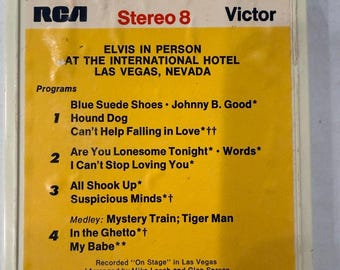 RCA Stereo 8 Victor
ELVIS IN PERSON
AT THE INTERNATIONAL HOTEL
LAS VEGAS, NEVADA
Programs
Blue Suede Shoes · Johnny B. Good*
1 Hound Dog
Can't Help Falling in Love*††
2 Are You Lonesome Tonight* · Words*
I Can't Stop Loving You*
3 All Shook Up*
Suspicious Minds*†
Medley: Mystery Train; Tiger Man
4 In the Ghetto*†
My Babe**
Recorded "On Stage" in Las Vegas